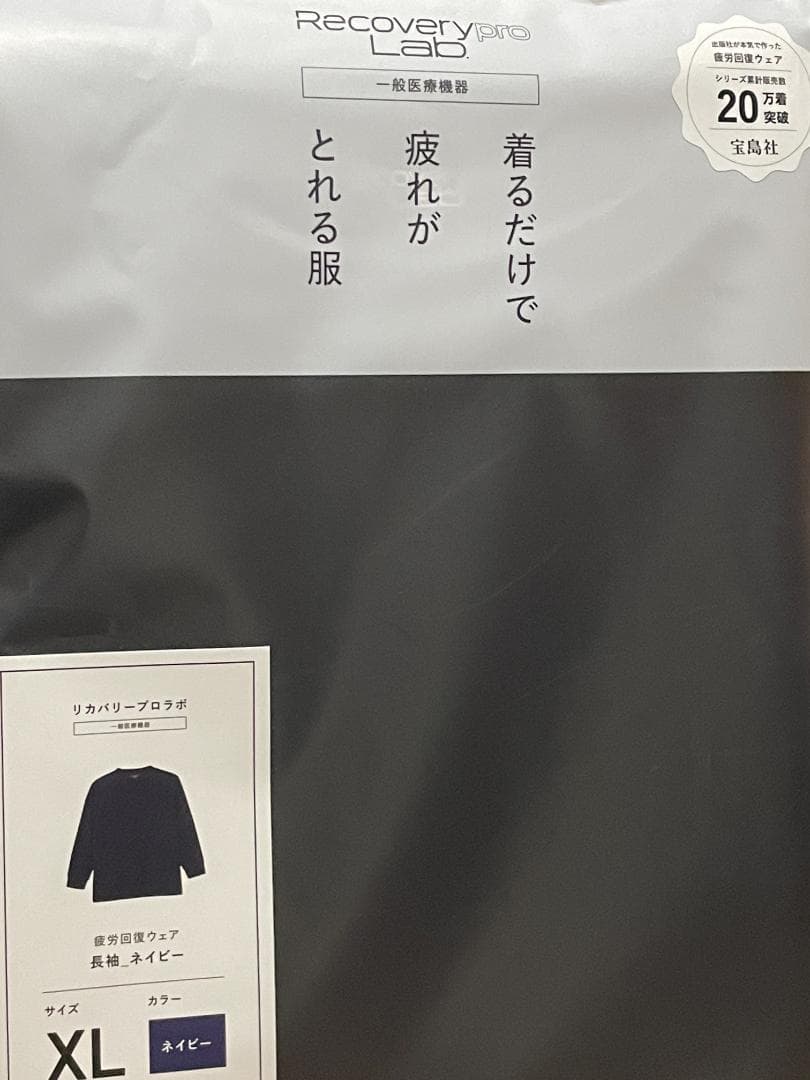 Recovery pro
Lab.
一般医療機器
着るだけで
疲れが
とれる服
出版社が本気で作った
疲労回復ウェア
シリーズ累計販売数
20万着
突破
宝島社
リカバリープロラボ
一般医療機器
疲労回復ウェア
長袖_ネイビー
サイズ
カラー
XL
ネイビー